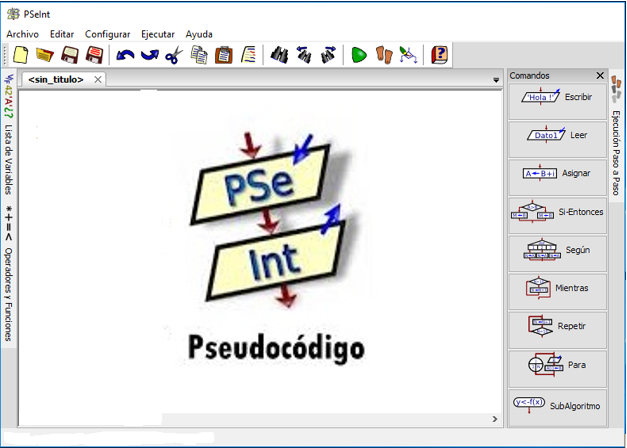 PSeInt
Archivo Editar Configurar Ejecutar Ayuda
<sin_titulo>
Comandos
'Hola !' Escribir
Dato1 Leer
A←B+i Asignar
Si-Entonces
Según
Mientras
Repetir
Para
y<-f(x) SubAlgoritmo
Lista de Variables
*+=< Operadores y Funciones
Ejecución Paso a Paso
PSe
Int
Pseudocódigo